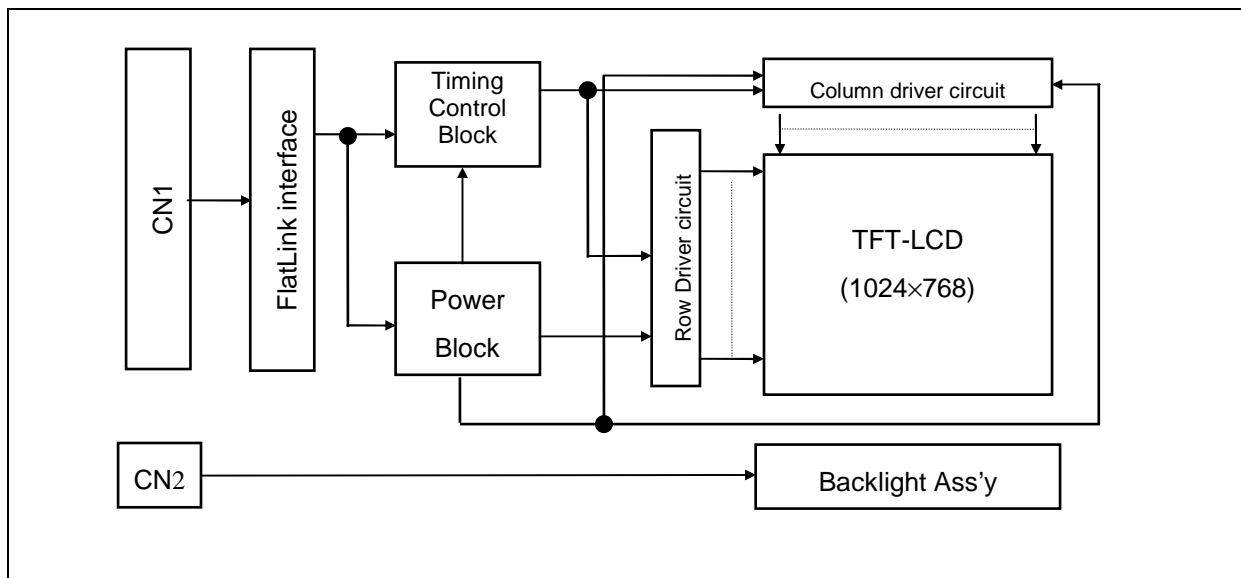 CN1
FlatLink interface
Timing
Control
Block
Power
Block
Row Driver circuit
Column driver circuit
TFT-LCD
(1024×768)
CN2
Backlight Ass'y